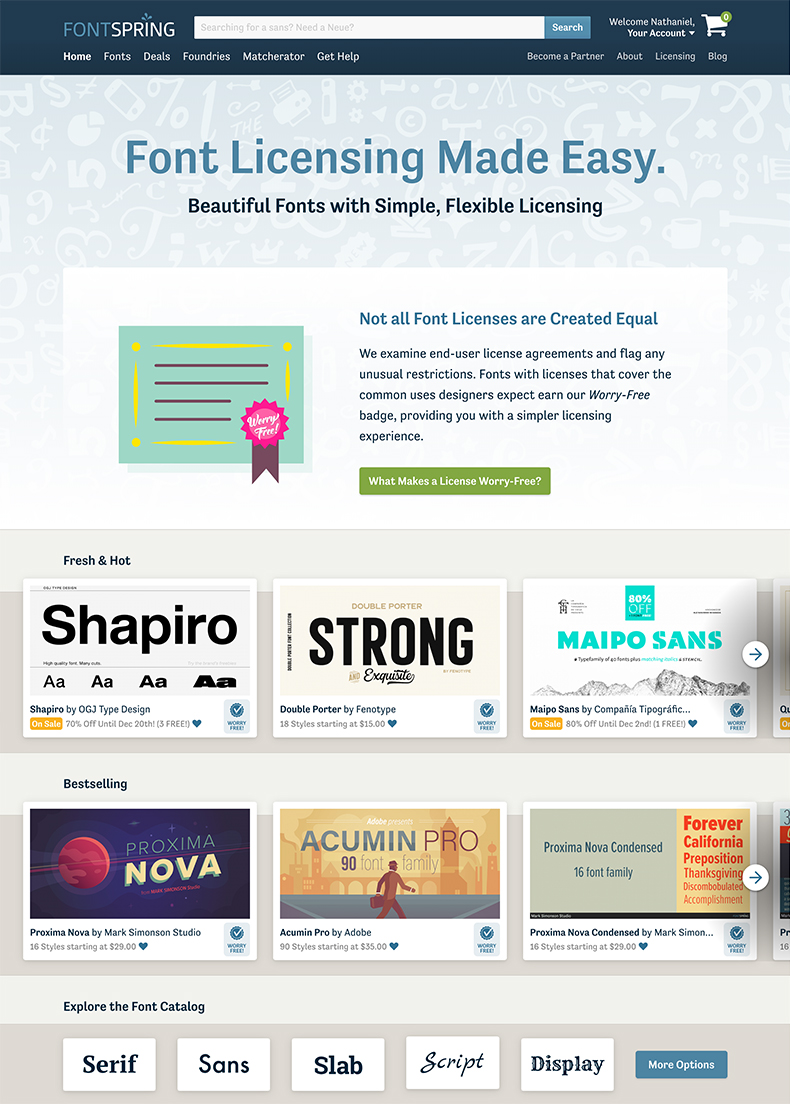 FONTSPRING
Searching for a sans? Need a Neue?
Search
Welcome Nathaniel,
Your Account
0
Home Fonts Deals Foundries Matcherator Get Help
Become a Partner About Licensing Blog
Font Licensing Made Easy.
Beautiful Fonts with Simple, Flexible Licensing
Worry
Free!
Not all Font Licenses are Created Equal
We examine end-user license agreements and flag any
unusual restrictions. Fonts with licenses that cover the
common uses designers expect earn our Worry-Free
badge, providing you with a simpler licensing
experience.
What Makes a License Worry-Free?
Fresh & Hot
OGJ TYPE DESIGN
Shapiro
High quality font. Many cuts.
Aa Aa Aa Aa
Shapiro by OGJ Type Design
On Sale 70% Off Until Dec 20th! (3 FREE!)
WORRY
FREE!
DOUBLE PORTER
DOUBLE PORTER FONT COLLECTION
STRONG
AND Exquisite
BY FENOTYPE
Double Porter by Fenotype
18 Styles starting at $15.00
WORRY
FREE!
80%
OFF
MAIPO SANS
Typefamily of 40 fonts plus matching italics & STENCIL
Maipo Sans by Compañía Tipográfic...
On Sale 80% Off Until Dec 2nd! (1 FREE!)
WORRY
FREE!
Bestselling
PROXIMA
NOVA
from MARK SIMONSON Studio
Proxima Nova by Mark Simonson Studio
16 Styles starting at $29.00
WORRY
FREE!
Adobe presents
ACUMIN PRO
90 font family
Acumin Pro by Adobe
90 Styles starting at $35.00
WORRY
FREE!
Proxima Nova Condensed
16 font family
Forever
California
Preposition
Thanksgiving
Discombobulated
Accomplishment
Mark Simonson Studio
Proxima Nova Condensed by Mark Simon...
16 Styles starting at $29.00
WORRY
FREE!
Explore the Font Catalog
Serif Sans Slab Script Display More Options